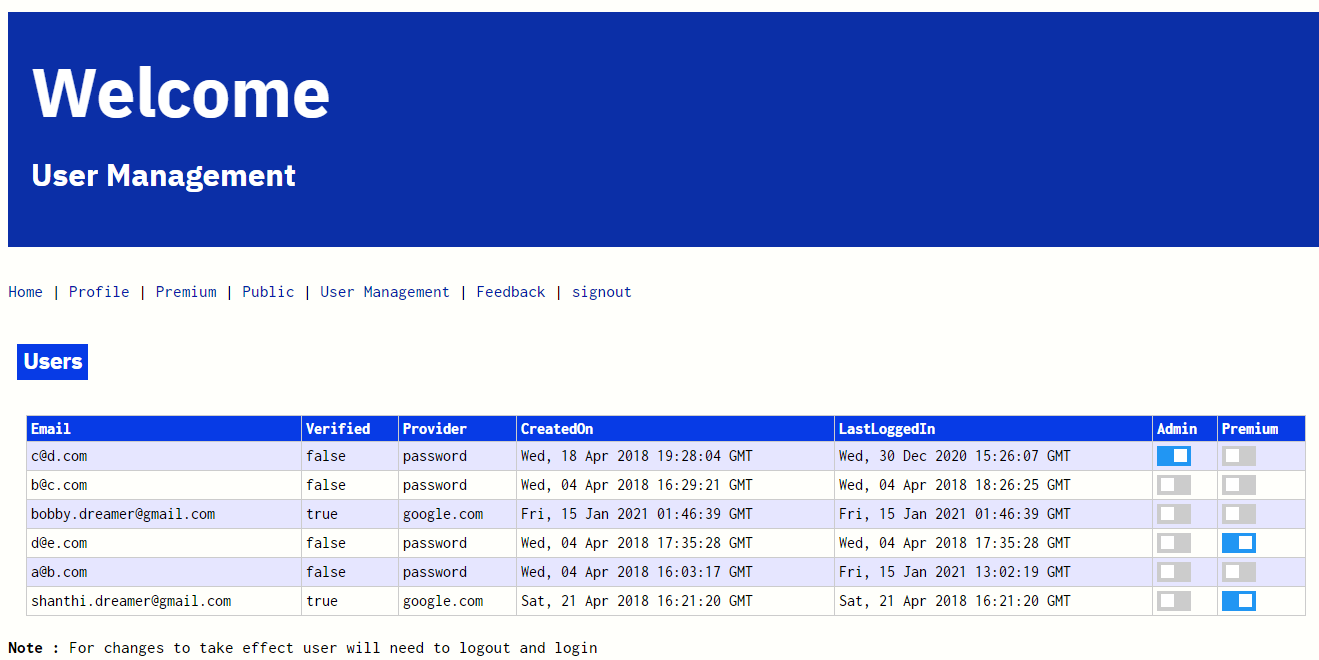 Welcome
User Management
Home | Profile | Premium | Public | User Management | Feedback | signout
Users
Email Verified Provider CreatedOn LastLoggedIn Admin Premium
c@d.com false password Wed, 18 Apr 2018 19:28:04 GMT Wed, 30 Dec 2020 15:26:07 GMT
b@c.com false password Wed, 04 Apr 2018 16:29:21 GMT Wed, 04 Apr 2018 18:26:25 GMT
bobby.dreamer@gmail.com true google.com Fri, 15 Jan 2021 01:46:39 GMT Fri, 15 Jan 2021 01:46:39 GMT
d@e.com false password Wed, 04 Apr 2018 17:35:28 GMT Wed, 04 Apr 2018 17:35:28 GMT
a@b.com false password Wed, 04 Apr 2018 16:03:17 GMT Fri, 15 Jan 2021 13:02:19 GMT
shanthi.dreamer@gmail.com true google.com Sat, 21 Apr 2018 16:21:20 GMT Sat, 21 Apr 2018 16:21:20 GMT
Note : For changes to take effect user will need to logout and login